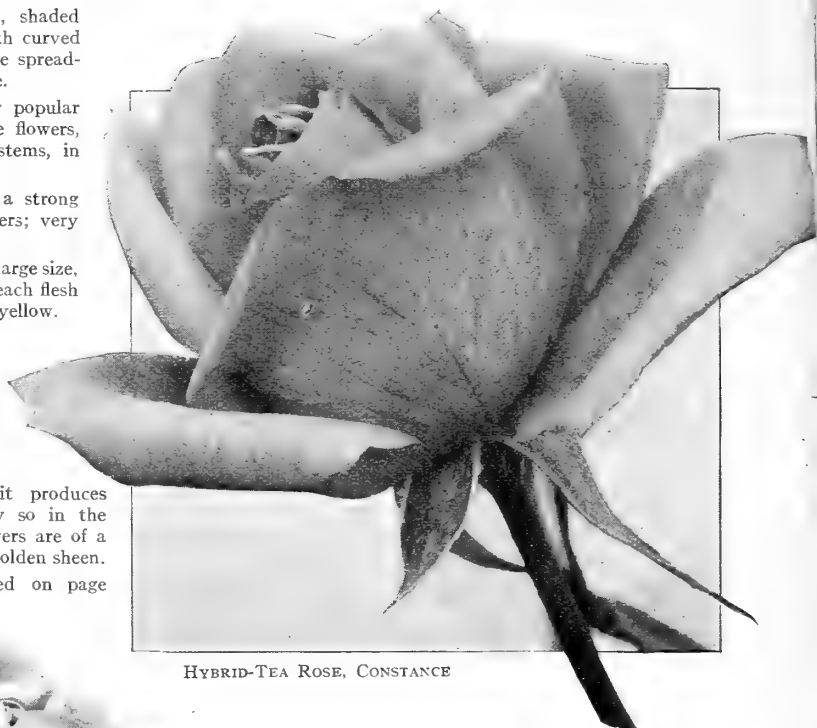 , shaded
th curved
e spread-
e.
popular
e flowers,
stems, in
a strong
ers; very
large size,
each flesh
yellow.
it produces
y so in the
ers are of a
olden sheen.
ed on page
HYBRID-TEA ROSE, CONSTANCE